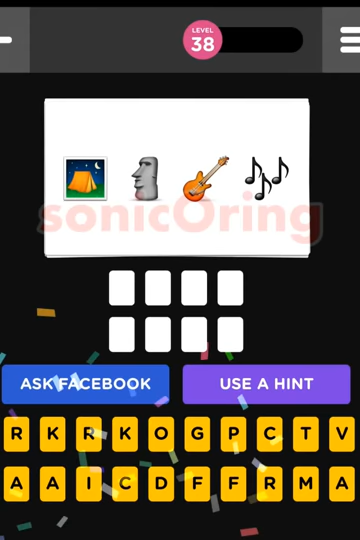 LEVEL
38
sonicOring
ASK FACEBOOK
USE A HINT
R K R K O G P C T V
A A I C D F F R M A